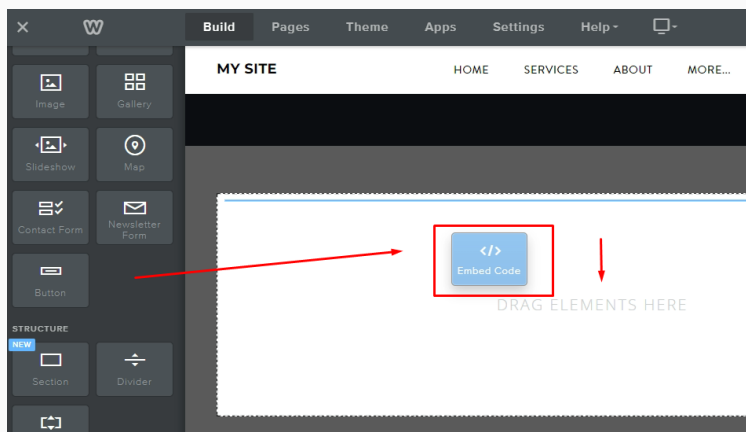 Build Pages Theme Apps Settings Help
MY SITE HOME SERVICES ABOUT MORE...
Image Gallery
Slideshow Map
Contact Form Newsletter
Form
Button
Embed Code
DRAG ELEMENTS HERE
STRUCTURE
NEW
Section Divider